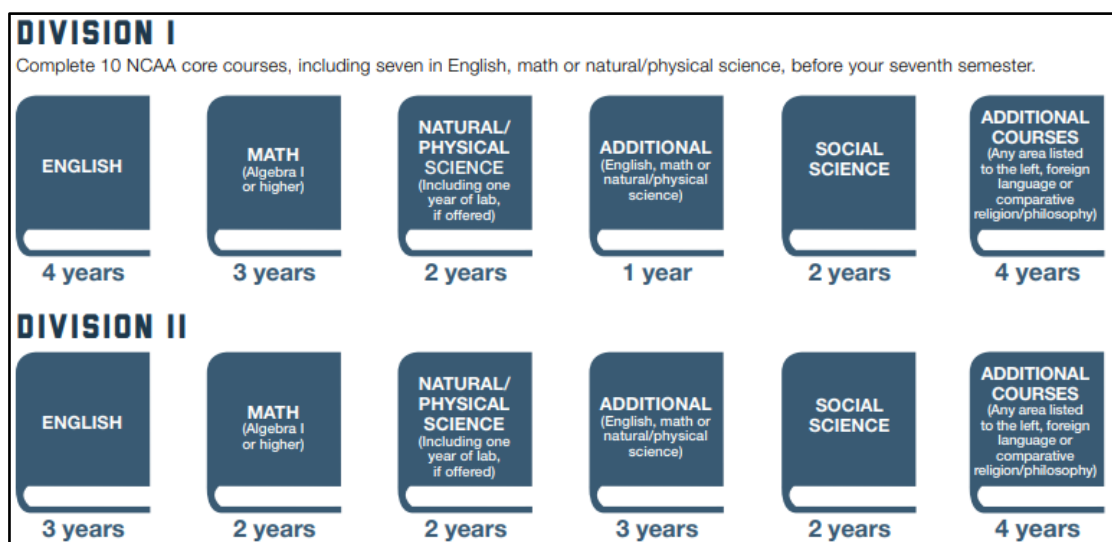 DIVISION I
Complete 10 NCAA core courses, including seven in English, math or natural/physical science, before your seventh semester.
ENGLISH
4 years
MATH
(Algebra I
or higher)
3 years
NATURAL/
PHYSICAL
SCIENCE
(Including one
year of lab,
if offered)
2 years
ADDITIONAL
(English, math or
natural/physical
science)
1 year
SOCIAL
SCIENCE
2 years
ADDITIONAL
COURSES
(Any area listed
to the left, foreign
language or
comparative
religion/philosophy)
4 years
DIVISION II
ENGLISH
3 years
MATH
(Algebra I
or higher)
2 years
NATURAL/
PHYSICAL
SCIENCE
(Including one
year of lab,
if offered)
2 years
ADDITIONAL
(English, math or
natural/physical
science)
3 years
SOCIAL
SCIENCE
2 years
ADDITIONAL
COURSES
(Any area listed
to the left, foreign
language or
comparative
religion/philosophy)
4 years